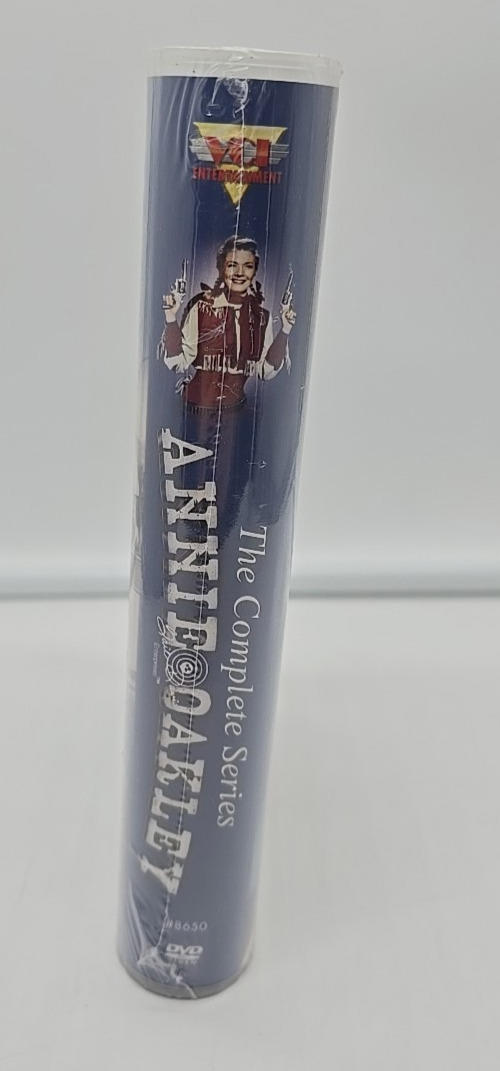 VCI
ENTERTAINMENT
The Complete Series
ANNIE OAKLEY
#8650
DVD